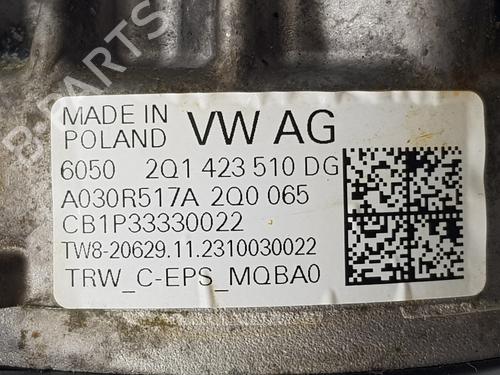 MADE IN
POLAND VW AG
6050 2Q1 423 510 DG
A030R517A 2Q0 065
CB1P33330022
TW8-20629.11.2310030022
TRW_C-EPS_MQBA0
B-PARTS